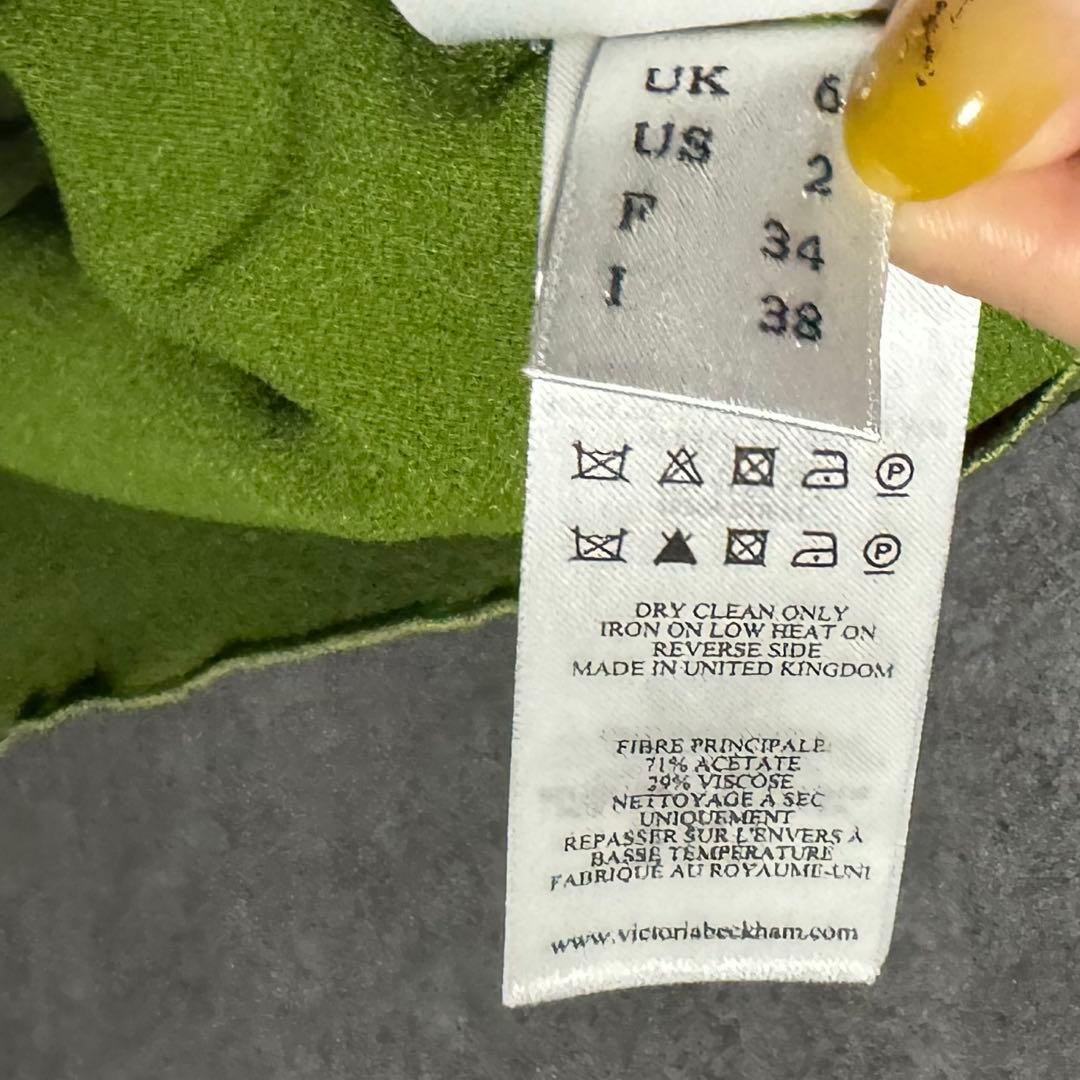 UK 6
US 2
F 34
I 38
P
P
DRY CLEAN ONLY
IRON ON LOW HEAT ON
REVERSE SIDE
MADE IN UNITED KINGDOM
FIBRE PRINCIPALE
71% ACETATE
29% VISCOSE
NETTOYAGE A SEC
UNIQUEMENT
REPASSER SUR L'ENVERS À
BASSE TEMPÉRATURE
FABRIQUÉ AU ROYAUME-UNI
www.victoriabeckham.com